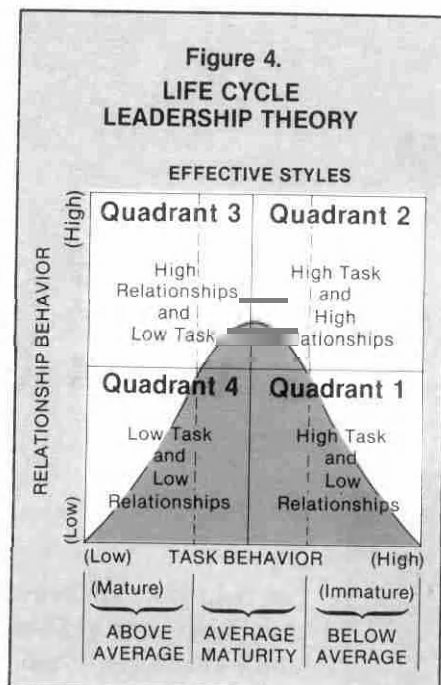 Figure 4.
LIFE CYCLE
LEADERSHIP THEORY
EFFECTIVE STYLES
RELATIONSHIP BEHAVIOR
(High)
(Low)
Quadrant 3
High
Relationships
and
Low Task
Quadrant 2
High Task
and
High
ationships
Quadrant 4
Low Task
and
Low
Relationships
Quadrant 1
High Task
and
Low
Relationships
(Low) TASK BEHAVIOR (High)
(Mature) (Immature)
ABOVE
AVERAGE
AVERAGE
MATURITY
BELOW
AVERAGE